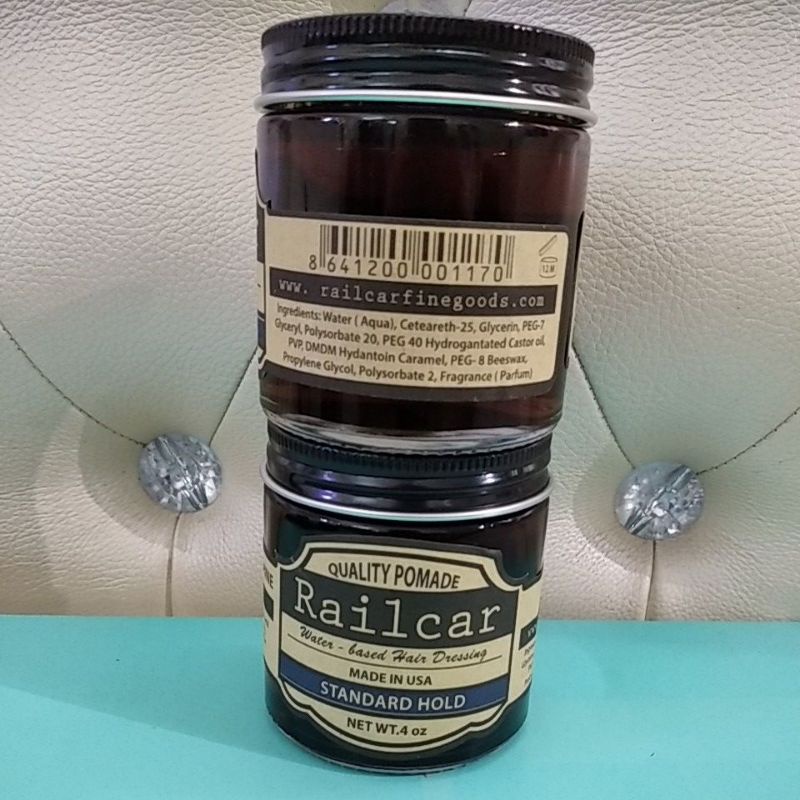 8 641200 001170
12M
www. railcarfinegoods.com
Ingredients: Water ( Aqua), Ceteareth-25, Glycerin, PEG-7
Glyceryl, Polysorbate 20, PEG 40 Hydrogantated Castor oil,
PVP, DMDM Hydantoin Caramel, PEG- 8 Beeswax,
Propylene Glycol, Polysorbate 2, Fragrance ( Parfum)
QUALITY POMADE
Railcar
Water - based Hair Dressing
MADE IN USA
STANDARD HOLD
NET WT.4 oz